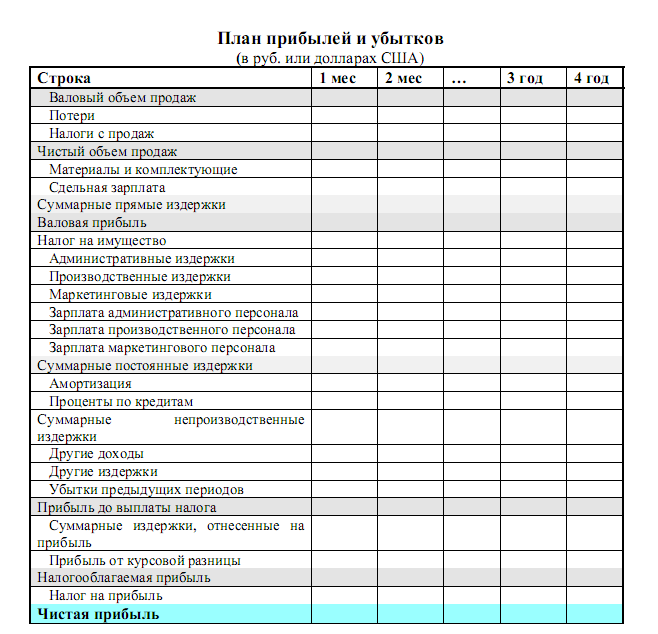 План прибылей и убытков
(в руб. или долларах США)
Строка 1 мес 2 мес … 3 год 4 год
Валовый объем продаж
Потери
Налоги с продаж
Чистый объем продаж
Материалы и комплектующие
Сдельная зарплата
Суммарные прямые издержки
Валовая прибыль
Налог на имущество
Административные издержки
Производственные издержки
Маркетинговые издержки
Зарплата административного персонала
Зарплата производственного персонала
Зарплата маркетингового персонала
Суммарные постоянные издержки
Амортизация
Проценты по кредитам
Суммарные непроизводственные
издержки
Другие доходы
Другие издержки
Убытки предыдущих периодов
Прибыль до выплаты налога
Суммарные издержки, отнесенные на
прибыль
Прибыль от курсовой разницы
Налогооблагаемая прибыль
Налог на прибыль
Чистая прибыль